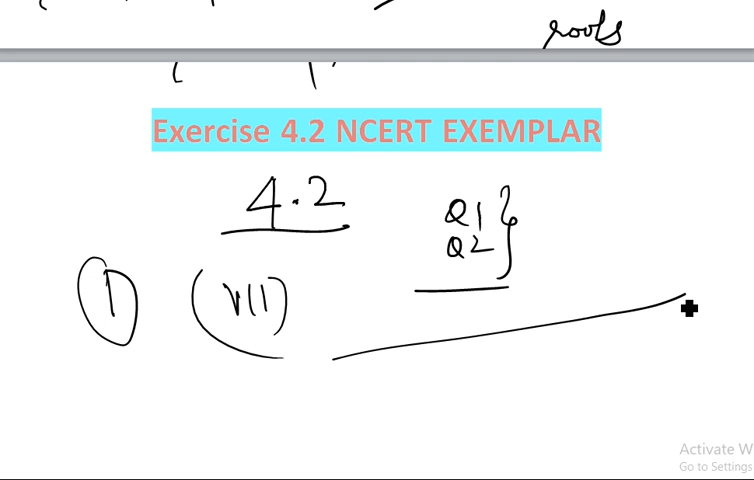 roots
Exercise 4.2 NCERT EXEMPLAR
4.2
Q1
Q2
1 (VII)
Activate W
Go to Settings